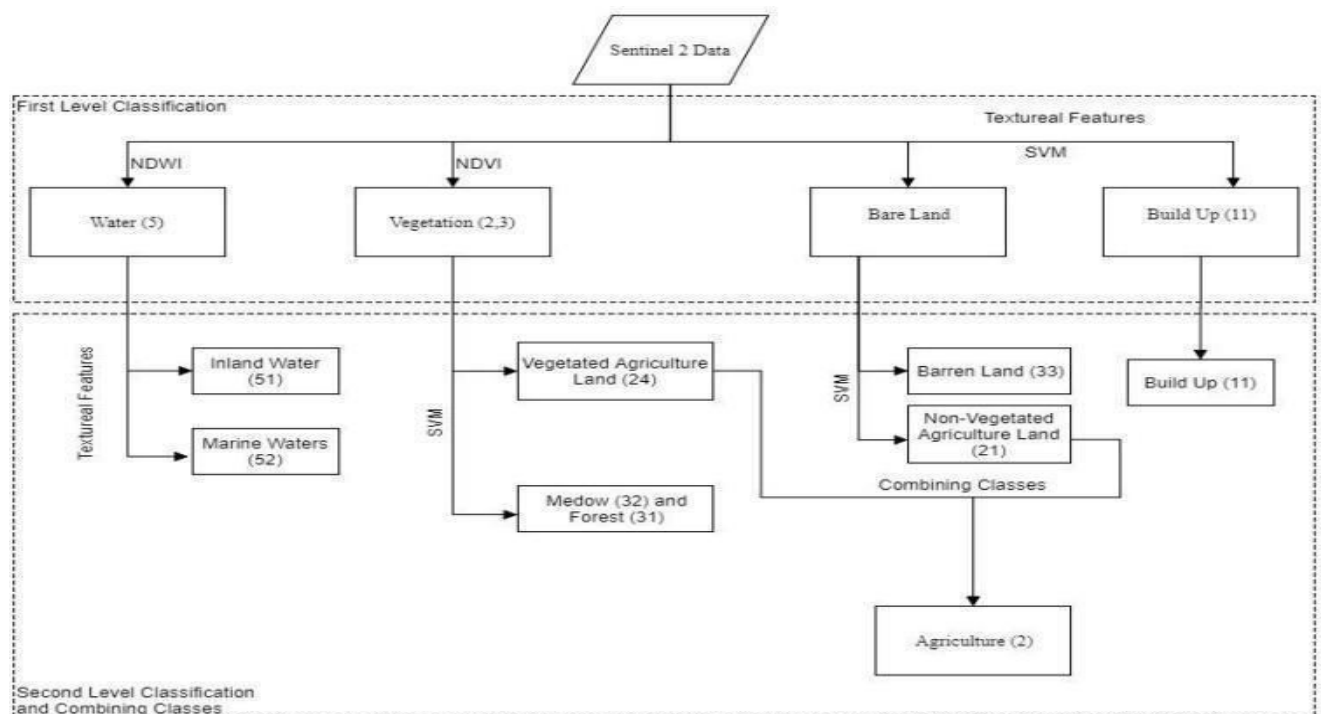 Sentinel 2 Data
First Level Classification
Textureal Features
NDWI
NDVI
SVM
Water (5)
Vegetation (2,3)
Bare Land
Build Up (11)
Textureal Features
Inland Water
(51)
Marine Waters
(52)
SVM
Vegetated Agriculture
Land (24)
Medow (32) and
Forest (31)
SVM
Barren Land (33)
Non-Vegetated
Agriculture Land
(21)
Build Up (11)
Combining Classes
Agriculture (2)
Second Level Classification
and Combining Classes